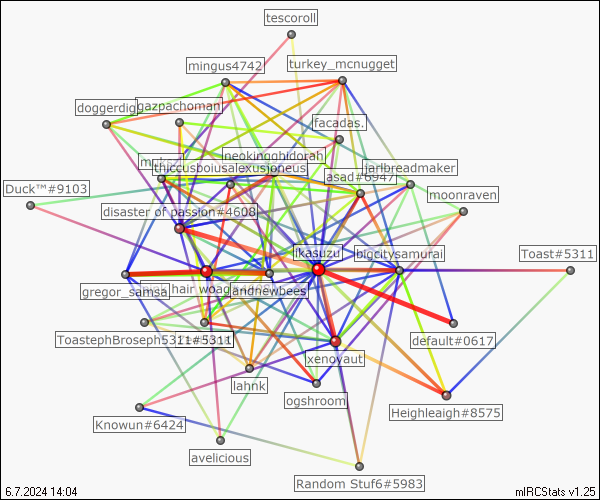 tescoroll
mingus4742
turkey_mcnugget
doggerdig
gazpachoman
facadas.
neokingghidorah
thiccusboiusalexusjoneus
asad#6947
jarlbreadmaker
Duck™#9103
moonraven
disaster of passion#4608
ikasuzu
bigcitysamurai
Toast#5311
gregor_samsa
hair woag
andnewbees
ToastephBroseph5311#5311
default#0617
xenoyaut
lahnk
ogshroom
Heighleaigh#8575
Knowun#6424
avelicious
Random Stuf6#5983
6.7.2024 14:04
mIRCStats v1.25